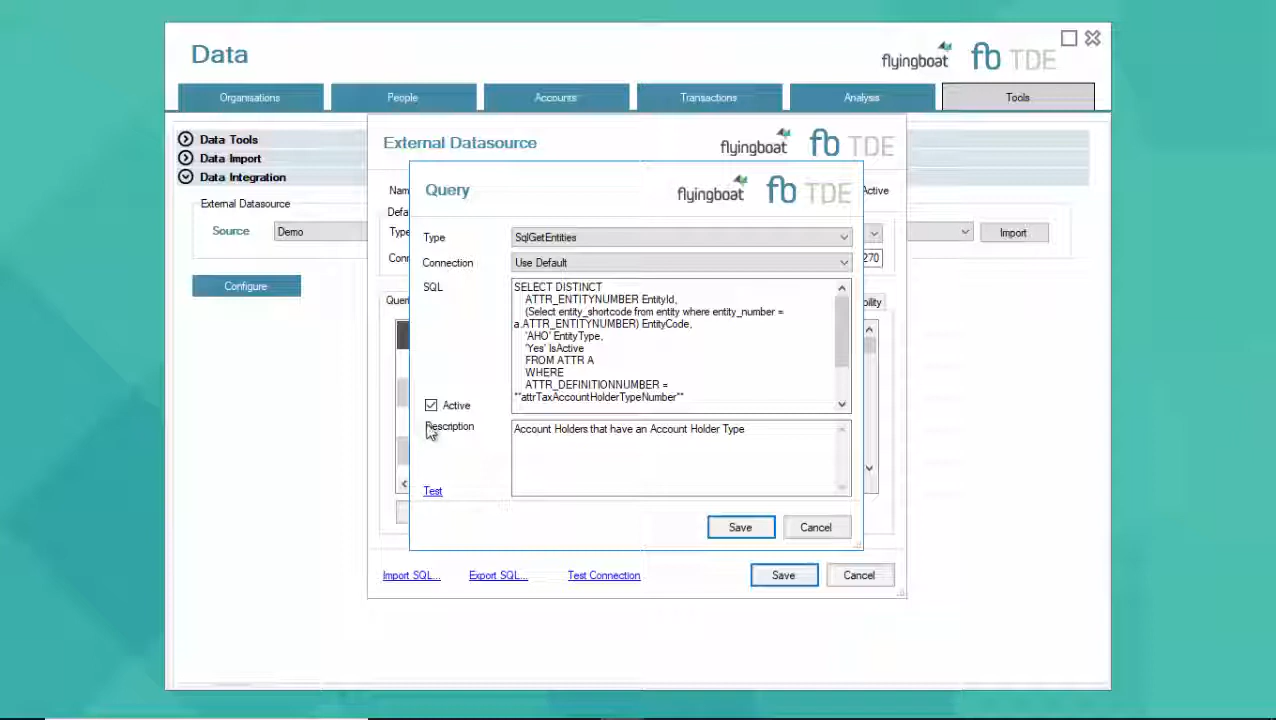 Data
flyingboat fb TDE
Organisations People Accounts Transactions Analysis Tools
Data Tools
Data Import
Data Integration
External Datasource
Source Demo
Import
Configure
External Datasource
flyingboat fb TDE
Active
270
Query
flyingboat fb TDE
Type SqlGetEntities
Connection Use Default
SQL
SELECT DISTINCT
ATTR_ENTITYNUMBER EntityId,
(Select entity_shortcode from entity where entity_number =
a.ATTR_ENTITYNUMBER) EntityCode,
'AHO' EntityType,
'Yes' IsActive
FROM ATTR A
WHERE
ATTR_DEFINITIONNUMBER =
**attrTaxAccountHolderTypeNumber**
Active
Description
Account Holders that have an Account Holder Type
Test
Save Cancel
Import SQL... Export SQL... Test Connection
Save Cancel